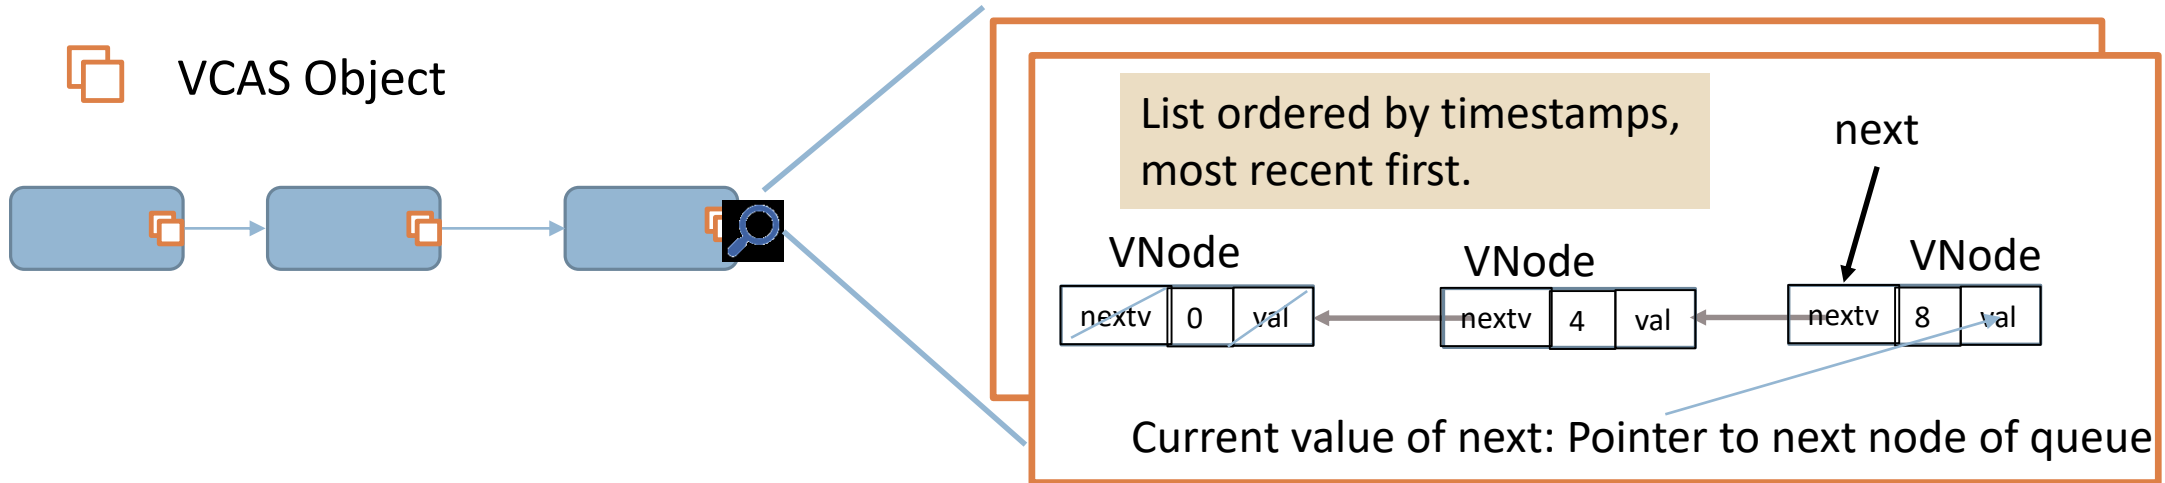 VCAS Object
List ordered by timestamps,
most recent first.
next
VNode
VNode
VNode
nextv 0 val
nextv 4 val
nextv 8 val
Current value of next: Pointer to next node of queue